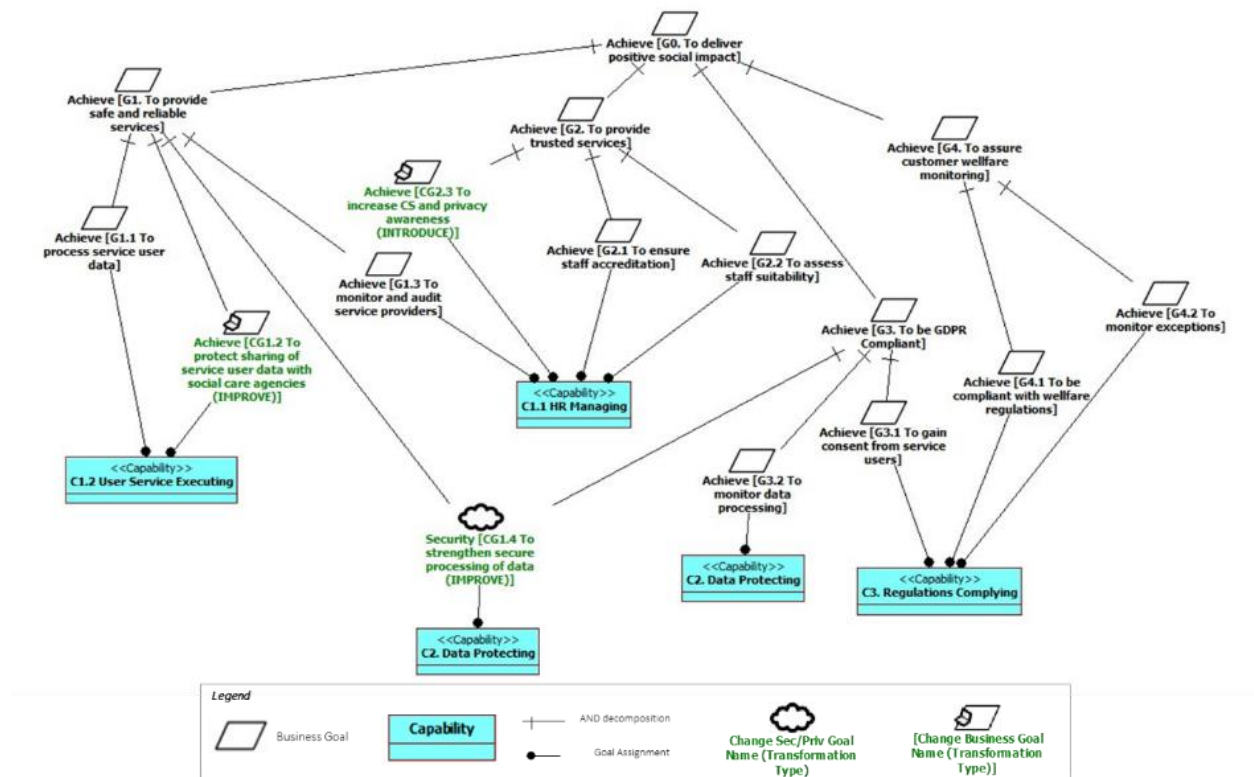 Achieve [G0. To deliver
positive social impact]
Achieve [G1. To provide
safe and reliable
services]
Achieve [G2. To provide
trusted services]
Achieve [G4. To assure
customer wellfare
monitoring]
Achieve [CG2.3 To
increase CS and privacy
awareness
(INTRODUCE)]
Achieve [G1.1 To
process service user
data]
Achieve [G2.1 To ensure
staff accreditation]
Achieve [G2.2 To assess
staff suitability]
Achieve [G1.3 To
monitor and audit
service providers]
Achieve [G3. To be GDPR
Compliant]
Achieve [G4.2 To
monitor exceptions]
Achieve [CG1.2 To
protect sharing of
service user data with
social care agencies
(IMPROVE)]
Achieve [G4.1 To be
compliant with wellfare
regulations]
<<Capability>>
C1.1 HR Managing
Achieve [G3.1 To gain
consent from service
users]
<<Capability>>
C1.2 User Service Executing
Achieve [G3.2 To
monitor data
processing]
Security [CG1.4 To
strengthen secure
processing of data
(IMPROVE)]
<<Capability>>
C2. Data Protecting
<<Capability>>
C3. Regulations Complying
<<Capability>>
C2. Data Protecting
Legend
Business Goal
Capability
AND decomposition
Goal Assignment
Change Sec/Priv Goal
Name (Transformation
Type)
[Change Business Goal
Name (Transformation
Type)]